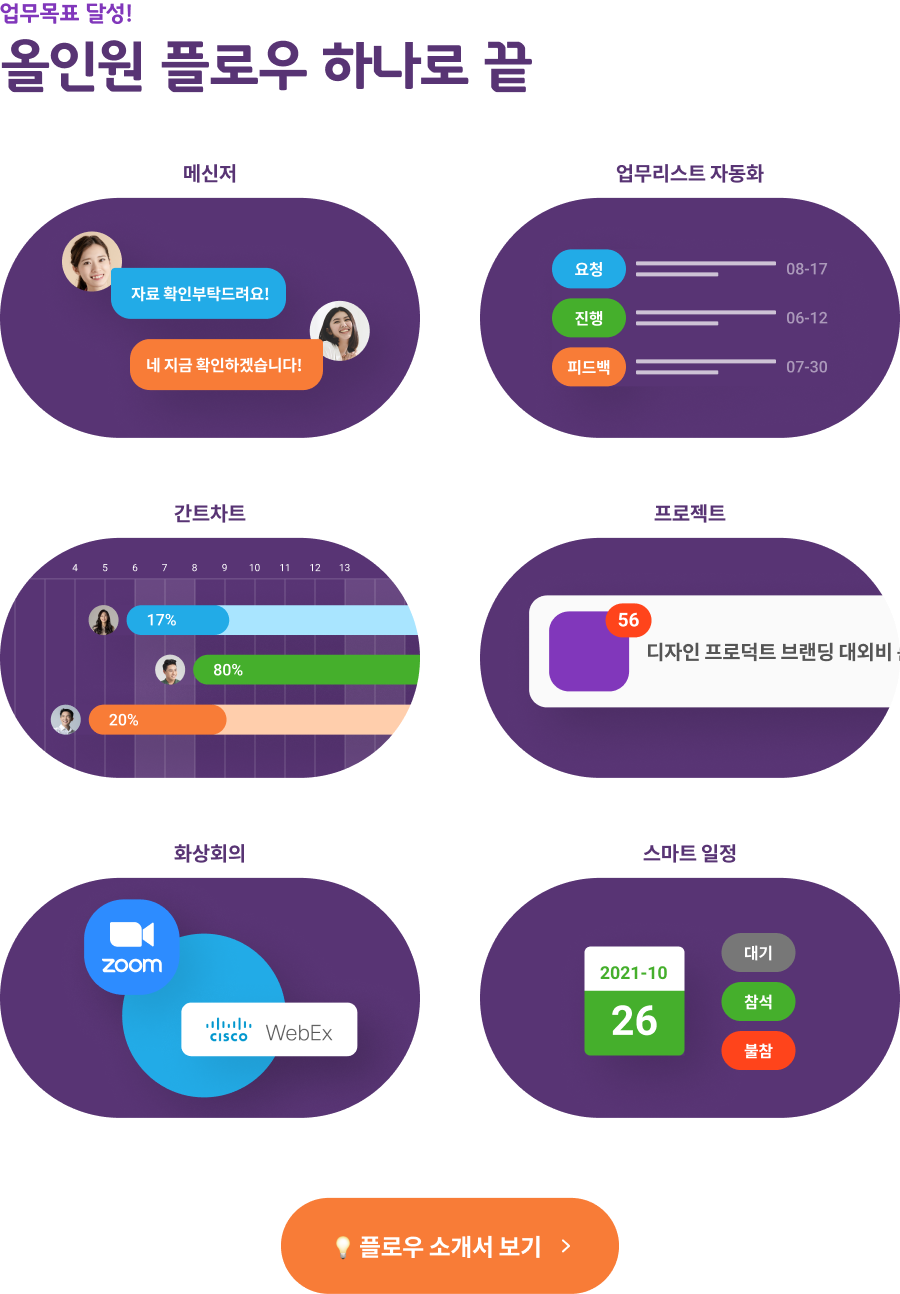 업무목표 달성!
올인원 플로우 하나로 끝
메신저
자료 확인부탁드려요!
네 지금 확인하겠습니다!
업무리스트 자동화
요청 08-17
진행 06-12
피드백 07-30
간트차트
4 5 6 7 8 9 10 11 12 13
17%
80%
20%
프로젝트
56
디자인 프로덕트 브랜딩 대외비
화상회의
zoom
CISCO WebEx
스마트 일정
2021-10
26
대기
참석
불참
💡 플로우 소개서 보기 >